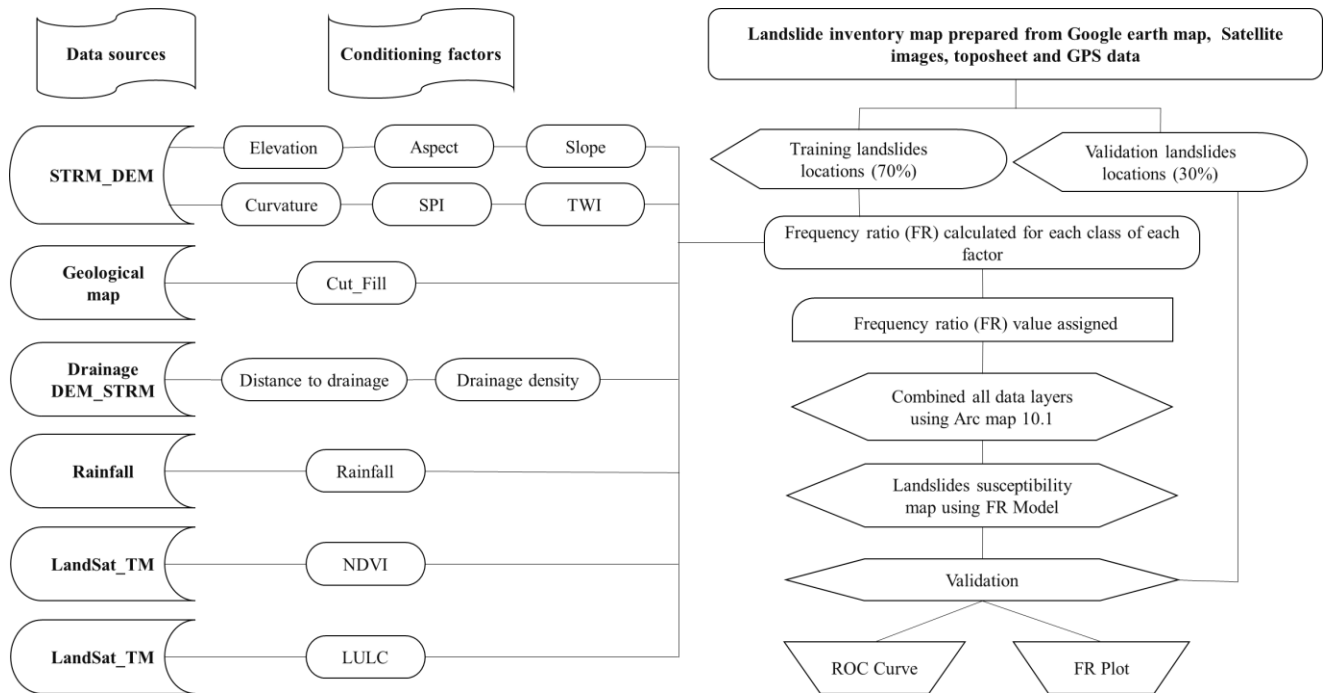 Data sources
Conditioning factors
STRM_DEM
Elevation
Aspect
Slope
Curvature
SPI
TWI
Geological
map
Cut_Fill
Drainage
DEM_STRM
Distance to drainage
Drainage density
Rainfall
Rainfall
LandSat_TM
NDVI
LandSat_TM
LULC
Landslide inventory map prepared from Google earth map, Satellite
images, toposheet and GPS data
Training landslides
locations (70%)
Validation landslides
locations (30%)
Frequency ratio (FR) calculated for each class of each
factor
Frequency ratio (FR) value assigned
Combined all data layers
using Arc map 10.1
Landslides susceptibility
map using FR Model
Validation
ROC Curve
FR Plot